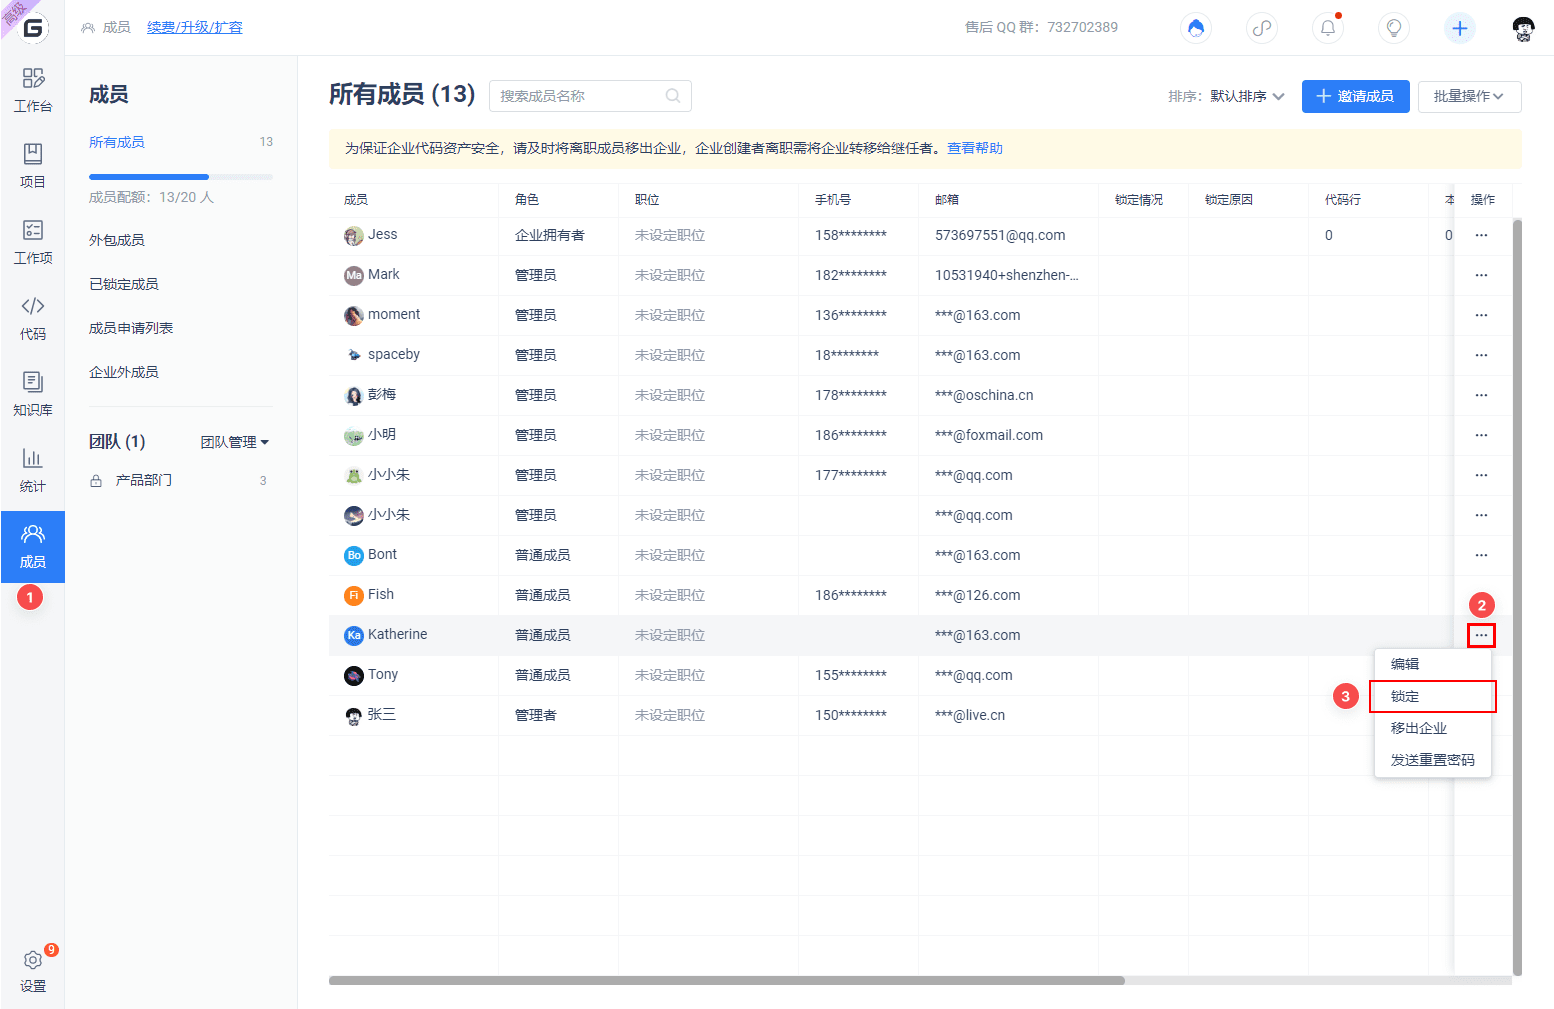 高级
G
成员 续费/升级/扩容 售后 QQ 群：732702389
工作台
项目
工作项
代码
知识库
统计
成员
1
9
设置
成员
所有成员 13
成员配额：13/20 人
外包成员
已锁定成员
成员申请列表
企业外成员
团队 (1) 团队管理
产品部门 3
所有成员 (13) 搜索成员名称 排序：默认排序 邀请成员 批量操作
为保证企业代码资产安全，请及时将离职成员移出企业，企业创建者离职需将企业转移给继任者。查看帮助
成员 角色 职位 手机号 邮箱 锁定情况 锁定原因 代码行 本 操作
Jess 企业拥有者 未设定职位 158******** 573697551@qq.com 0 0 ···
Ma Mark 管理员 未设定职位 182******** 10531940+shenzhen-... ···
moment 管理员 未设定职位 136******** ***@163.com ···
spaceby 管理员 未设定职位 18******** ***@163.com ···
彭梅 管理员 未设定职位 178******** ***@oschina.cn ···
小明 管理员 未设定职位 186******** ***@foxmail.com ···
小小朱 管理员 未设定职位 177******** ***@qq.com ···
小小朱 管理员 未设定职位 ***@qq.com ···
Bo Bont 普通成员 未设定职位 ***@163.com ···
Fi Fish 普通成员 未设定职位 186******** ***@126.com
2
Ka Katherine 普通成员 未设定职位 ***@163.com ···
Tony 普通成员 未设定职位 155******** ***@qq.com
张三 管理者 未设定职位 150******** ***@live.cn
编辑
3 锁定
移出企业
发送重置密码